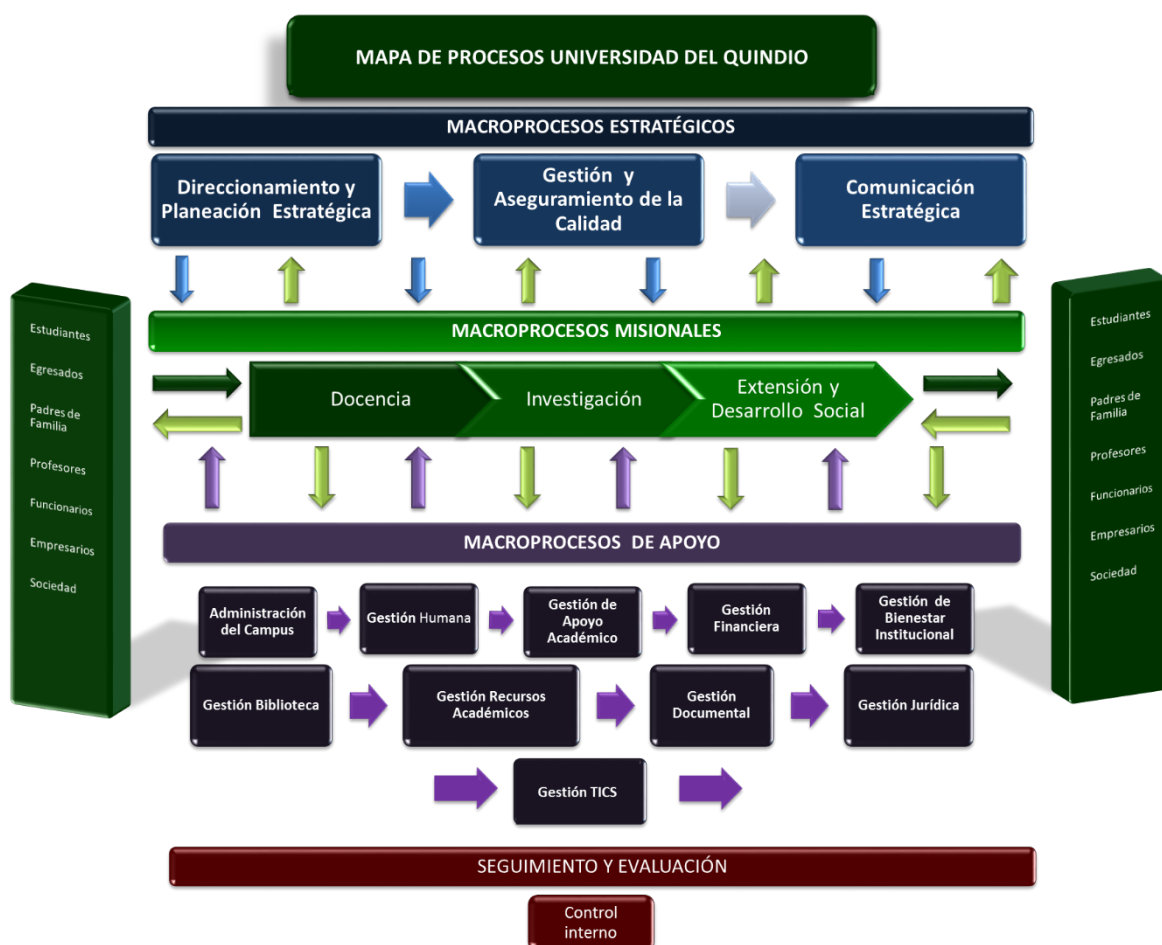 MAPA DE PROCESOS UNIVERSIDAD DEL QUINDIO
MACROPROCESOS ESTRATÉGICOS
Direccionamiento y
Planeación Estratégica
Gestión y
Aseguramiento de la
Calidad
Comunicación
Estratégica
MACROPROCESOS MISIONALES
Estudiantes
Egresados
Padres de
Familia
Profesores
Funcionarios
Empresarios
Sociedad
Docencia
Investigación
Extensión y
Desarrollo Social
Estudiantes
Egresados
Padres de
Familia
Profesores
Funcionarios
Empresarios
Sociedad
MACROPROCESOS DE APOYO
Administración
del Campus
Gestión Humana
Gestión de
Apoyo
Académico
Gestión
Financiera
Gestión de
Bienestar
Institucional
Gestión Biblioteca
Gestión Recursos
Académicos
Gestión
Documental
Gestión Jurídica
Gestión TICS
SEGUIMIENTO Y EVALUACIÓN
Control
interno